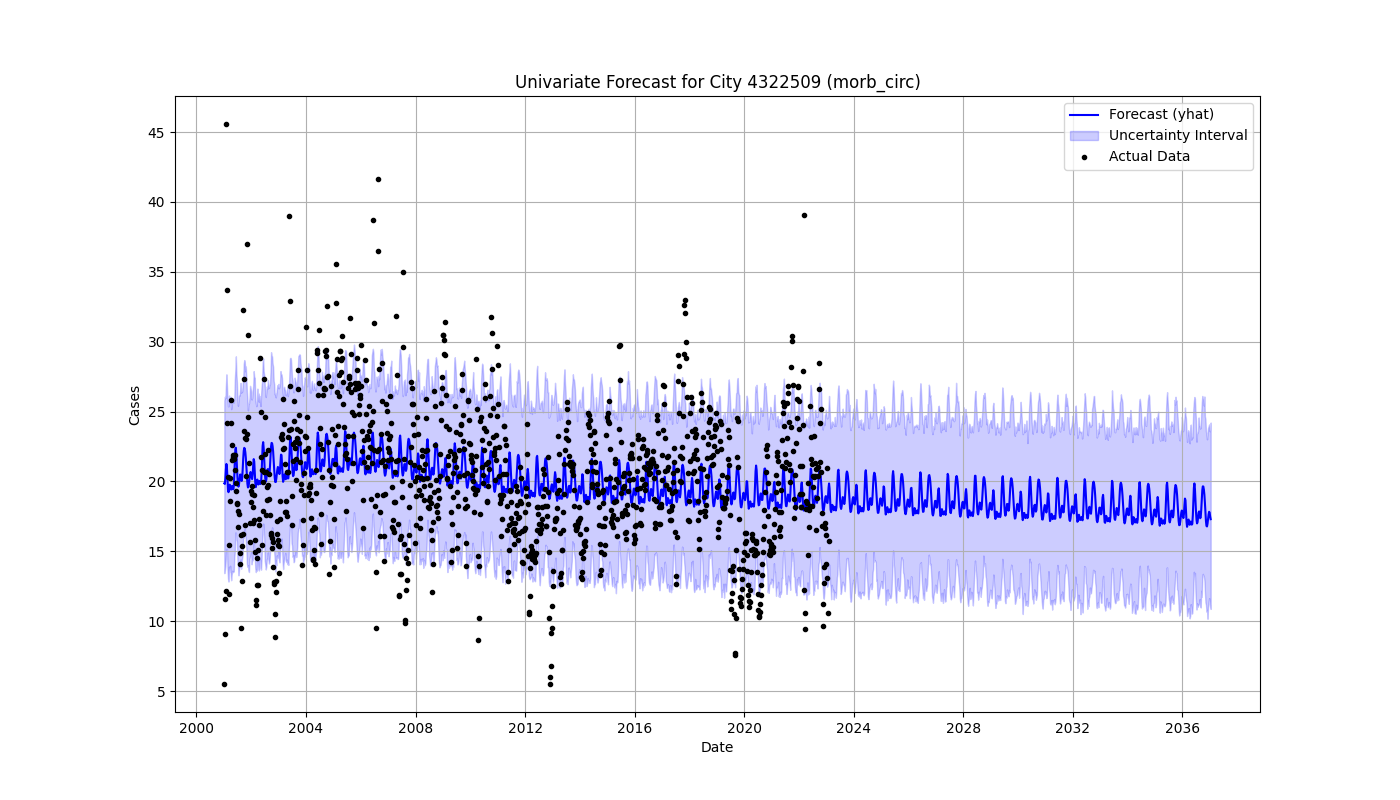 Univariate Forecast for City 4322509 (morb_circ)
Forecast (yhat)
Uncertainty Interval
Actual Data
Cases
45
40
35
30
25
20
15
10
5
2000 2004 2008 2012 2016 2020 2024 2028 2032 2036
Date